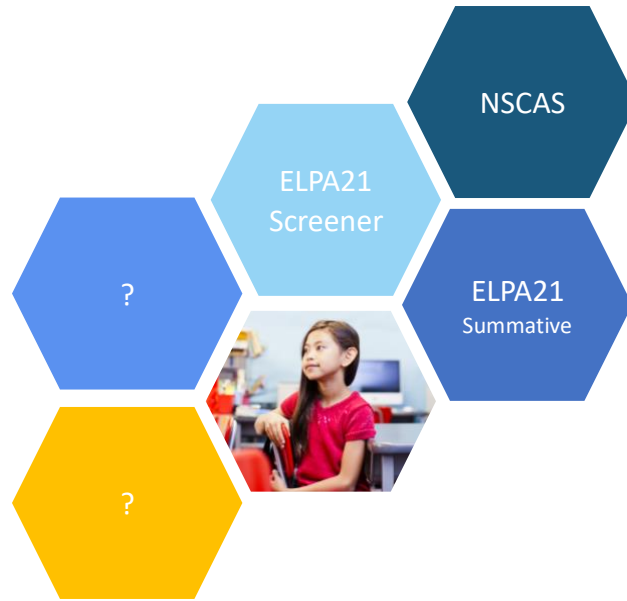 NSCAS
ELPA21
Screener
?
ELPA21
Summative
?